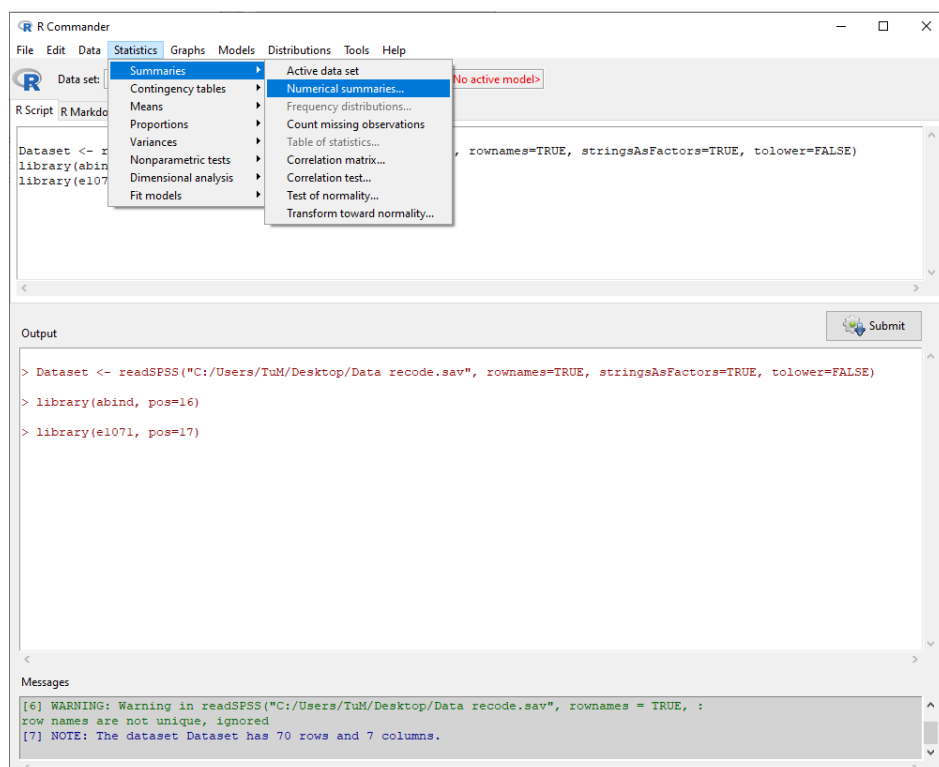 R Commander
File Edit Data Statistics Graphs Models Distributions Tools Help
Data set:
No active model>
Summaries
Contingency tables
Means
Proportions
Variances
Nonparametric tests
Dimensional analysis
Fit models
Active data set
Numerical summaries...
Frequency distributions...
Count missing observations
Table of statistics...
Correlation matrix...
Correlation test...
Test of normality...
Transform toward normality...
R Script R Markdo
Dataset <- r , rownames=TRUE, stringsAsFactors=TRUE, tolower=FALSE)
library(abin
library(e107
Submit
Output
> Dataset <- readSPSS("C:/Users/TuM/Desktop/Data recode.sav", rownames=TRUE, stringsAsFactors=TRUE, tolower=FALSE)
> library(abind, pos=16)
> library(e1071, pos=17)
Messages
[6] WARNING: Warning in readSPSS("C:/Users/TuM/Desktop/Data recode.sav", rownames = TRUE, :
row names are not unique, ignored
[7] NOTE: The dataset Dataset has 70 rows and 7 columns.